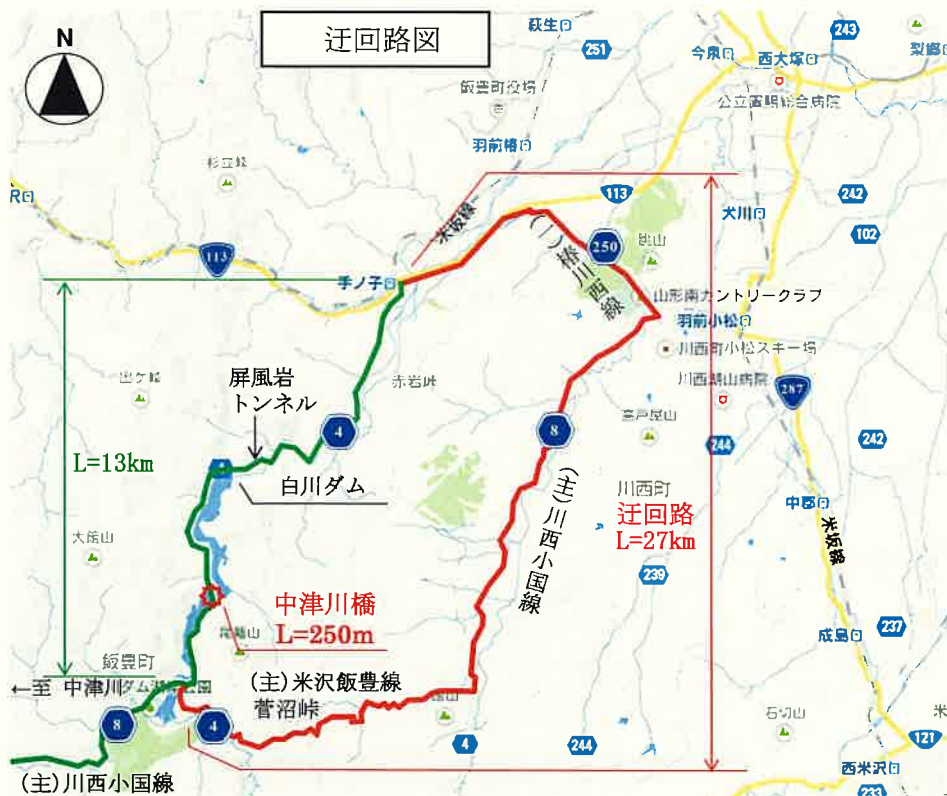 迂回路図
N
萩生
251
今泉
西大塚
243
飯豊町役場
公立置賜総合病院
羽前椿
113
米坂線
242
犬川
102
250
(一)椿川西線
眺山
113
手ノ子
山形南カントリークラブ
羽前小松
川西町小松スキー場
川西湖山病院
赤岩峠
屏風岩
トンネル
4
8
287
高戸屋山
244
242
L=13km
白川ダム
(主)川西小国線
川西町
迂回路
L=27km
中郡
米坂線
239
中津川橋
L=250m
成島
237
飯豊町
←至 中津川
(主)米沢飯豊線
菅沼峠
8
4
4
244
石切山
121
西米沢
233
(主)川西小国線